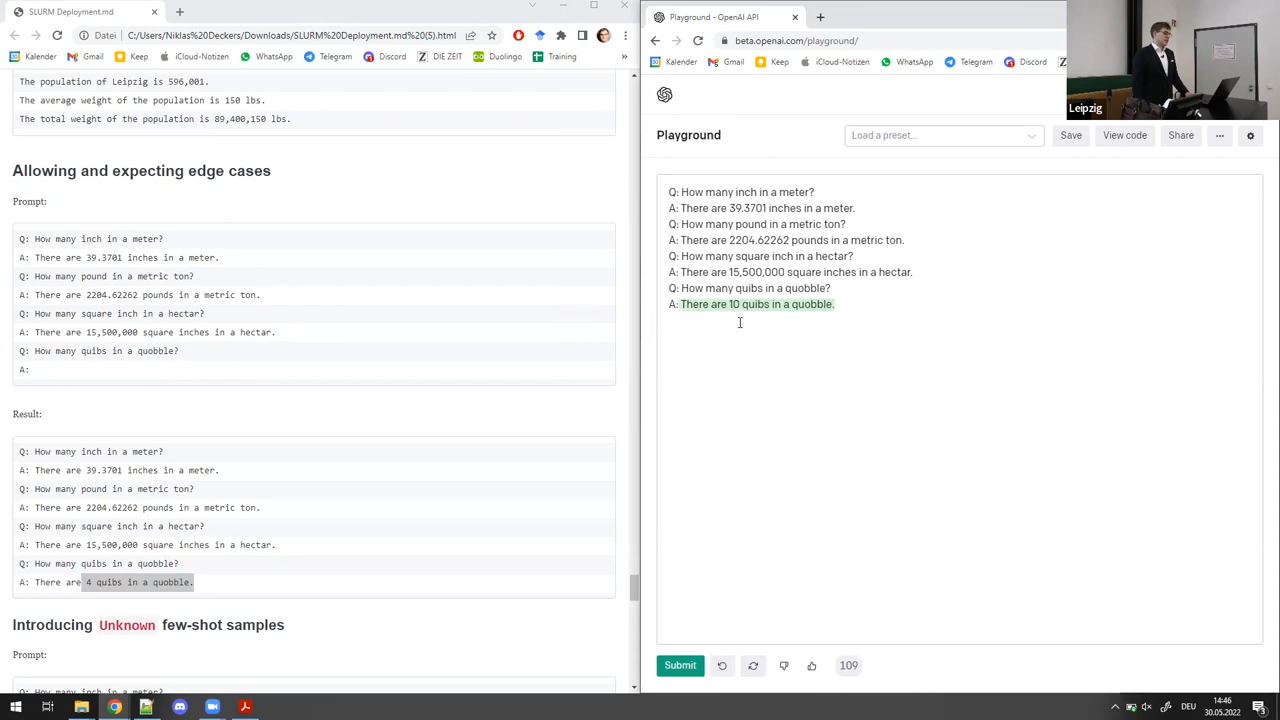 SLURM Deployment.md
Datei
C:/Users/Niklas%20Deckers/Downloads/SLURM%20Deployment.md%20(5).html
Kalender
Gmail
Keep
iCloud-Notizen
WhatsApp
Telegram
Discord
DIE ZEIT
Duolingo
Training
»
The population of Leipzig is 596,001.
The average weight of the population is 150 lbs.
The total weight of the population is 89,400,150 lbs.
Allowing and expecting edge cases
Prompt:
Q: How many inch in a meter?
A: There are 39.3701 inches in a meter.
Q: How many pound in a metric ton?
A: There are 2204.62262 pounds in a metric ton.
Q: How many square inch in a hectar?
A: There are 15,500,000 square inches in a hectar.
Q: How many quibs in a quobble?
A:
Result:
Q: How many inch in a meter?
A: There are 39.3701 inches in a meter.
Q: How many pound in a metric ton?
A: There are 2204.62262 pounds in a metric ton.
Q: How many square inch in a hectar?
A: There are 15,500,000 square inches in a hectar.
Q: How many quibs in a quobble?
A: There are 4 quibs in a quobble.
Introducing Unknown few-shot samples
Prompt:
Q: How many inch in a meter?
Playground - OpenAI API
beta.openai.com/playground/
Kalender
Gmail
Keep
iCloud-Notizen
WhatsApp
Telegram
Discord
Leipzig
Playground
Load a preset...
Save
View code
Share
...
Q: How many inch in a meter?
A: There are 39.3701 inches in a meter.
Q: How many pound in a metric ton?
A: There are 2204.62262 pounds in a metric ton.
Q: How many square inch in a hectar?
A: There are 15,500,000 square inches in a hectar.
Q: How many quibs in a quobble?
A: There are 10 quibs in a quobble.
Submit
109
DEU
14:46
30.05.2022
3